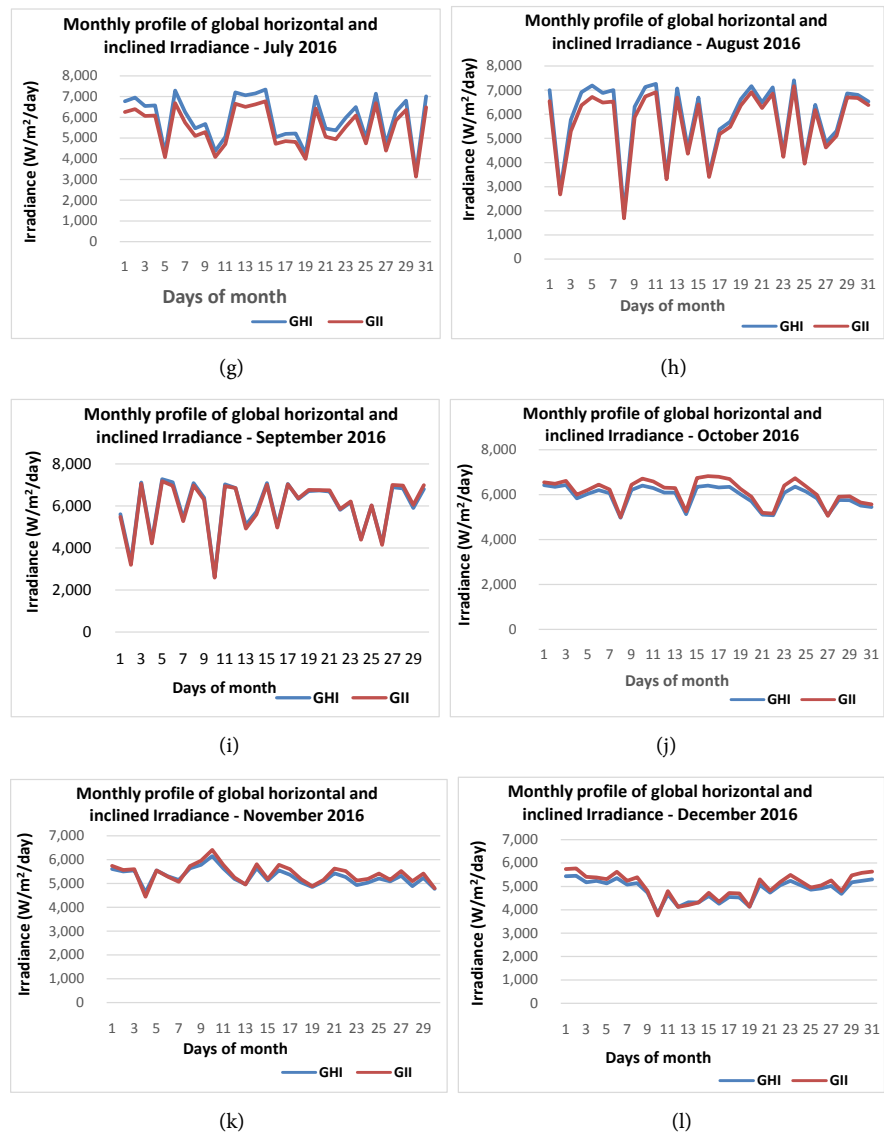 Monthly profile of global horizontal and
inclined Irradiance - July 2016
Irradiance (W/m²/day)
8,000
7,000
6,000
5,000
4,000
3,000
2,000
1,000
0
1 3 5 7 9 11 13 15 17 19 21 23 25 27 29 31
Days of month
GHI GII
(g)
Monthly profile of global horizontal and
inclined Irradiance - August 2016
Irradiance (W/m²/day)
8,000
7,000
6,000
5,000
4,000
3,000
2,000
1,000
0
1 3 5 7 9 11 13 15 17 19 21 23 25 27 29 31
Days of month
GHI GII
(h)
Monthly profile of global horizontal and
inclined Irradiance - September 2016
Irradiance (W/m²/day)
8,000
6,000
4,000
2,000
0
1 3 5 7 9 11 13 15 17 19 21 23 25 27 29
Days of month
GHI GII
(i)
Monthly profile of global horizontal and
inclined Irradiance - October 2016
Irradiance (W/m²/day)
8,000
6,000
4,000
2,000
0
1 3 5 7 9 11 13 15 17 19 21 23 25 27 29 31
Days of month
GHI GII
(j)
Monthly profile of global horizontal and
inclined Irradiance - November 2016
Irradiance (W/m²/day)
7,000
6,000
5,000
4,000
3,000
2,000
1,000
0
1 3 5 7 9 11 13 15 17 19 21 23 25 27 29
Days of month
GHI GII
(k)
Monthly profile of global horizontal and
inclined Irradiance - December 2016
Irradiance (W/m²/day)
7,000
6,000
5,000
4,000
3,000
2,000
1,000
0
1 3 5 7 9 11 13 15 17 19 21 23 25 27 29 31
Days of month
GHI GII
(l)